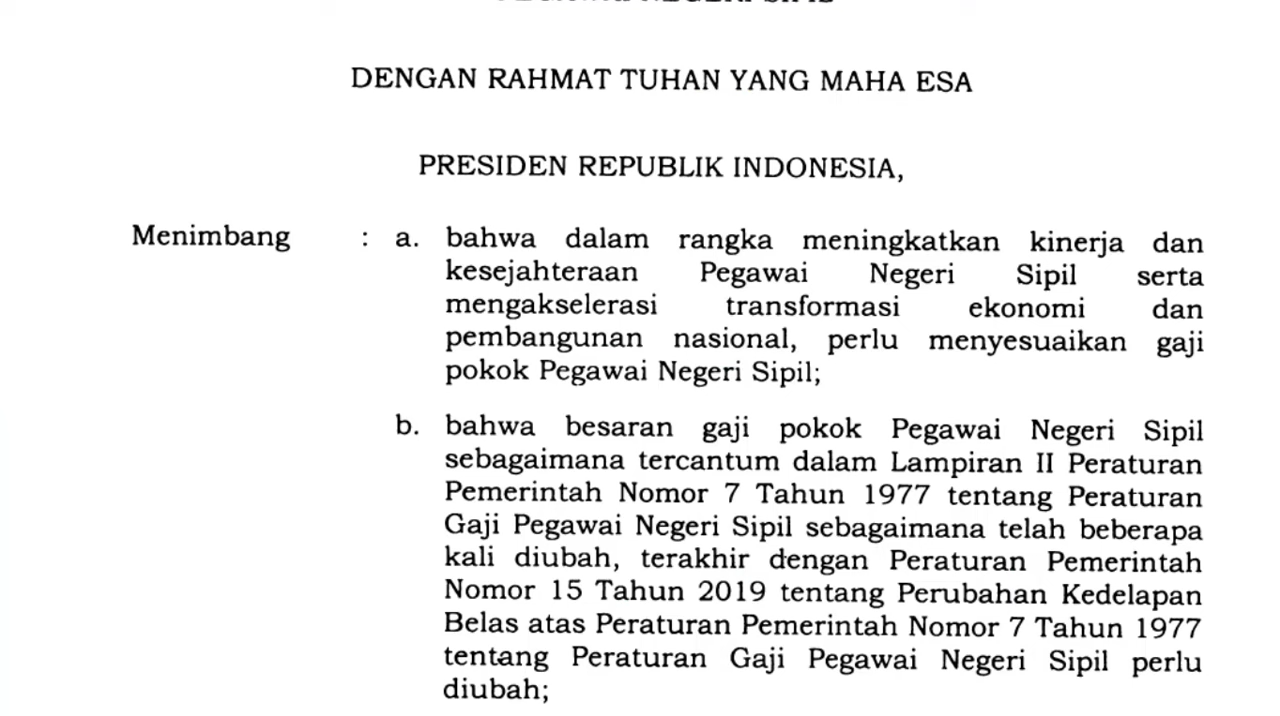 DENGAN RAHMAT TUHAN YANG MAHA ESA
PRESIDEN REPUBLIK INDONESIA,
Menimbang : a. bahwa dalam rangka meningkatkan kinerja dan
kesejahteraan Pegawai Negeri Sipil serta
mengakselerasi transformasi ekonomi dan
pembangunan nasional, perlu menyesuaikan gaji
pokok Pegawai Negeri Sipil;
b. bahwa besaran gaji pokok Pegawai Negeri Sipil
sebagaimana tercantum dalam Lampiran II Peraturan
Pemerintah Nomor 7 Tahun 1977 tentang Peraturan
Gaji Pegawai Negeri Sipil sebagaimana telah beberapa
kali diubah, terakhir dengan Peraturan Pemerintah
Nomor 15 Tahun 2019 tentang Perubahan Kedelapan
Belas atas Peraturan Pemerintah Nomor 7 Tahun 1977
tentang Peraturan Gaji Pegawai Negeri Sipil perlu
diubah;